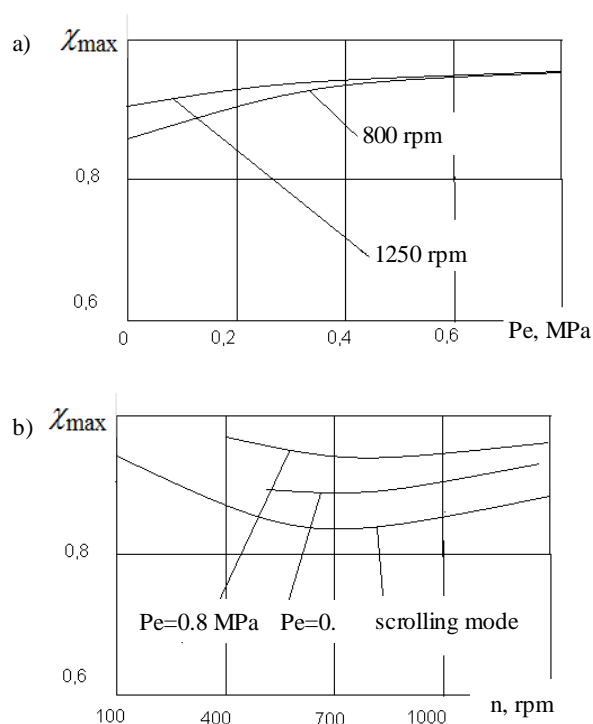 a)
χmax
800 rpm
0,8
1250 rpm
0,6
0
0,2
0,4
0,6
Pe, MPa
b)
χmax
0,8
Pe=0.8 MPa Pe=0. scrolling mode
0,6
100
400
700
1000
n, rpm